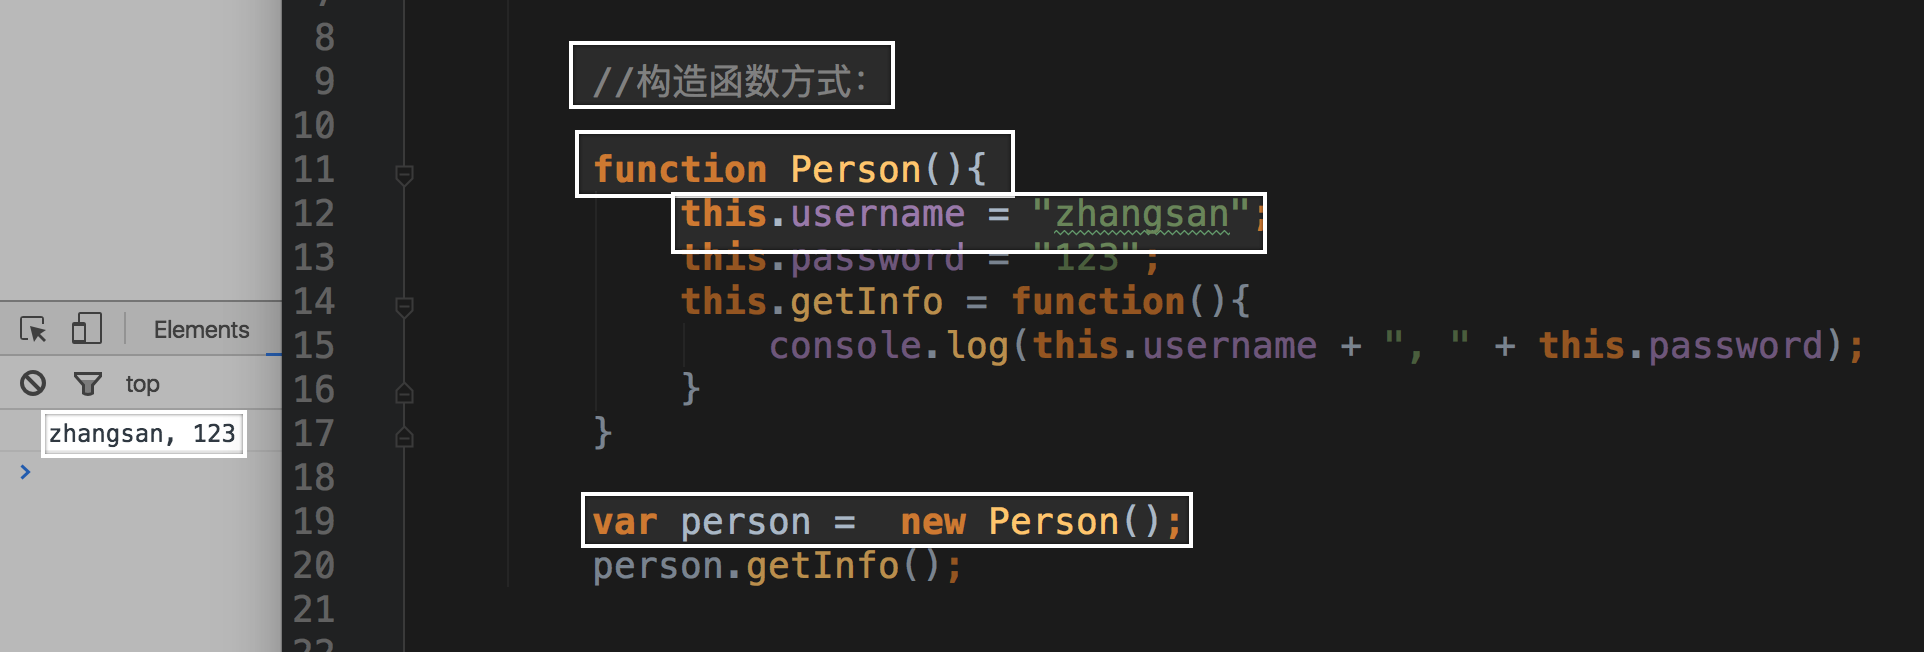 8
9 //构造函数方式:
10
11 function Person(){
12 this.username = "zhangsan";
13 this.password = "123";
14 this.getInfo = function(){
15 console.log(this.username + ", " + this.password);
16 }
17 }
18
19 var person =  new Person();
20 person.getInfo();
21
22
Elements
top
zhangsan, 123
>